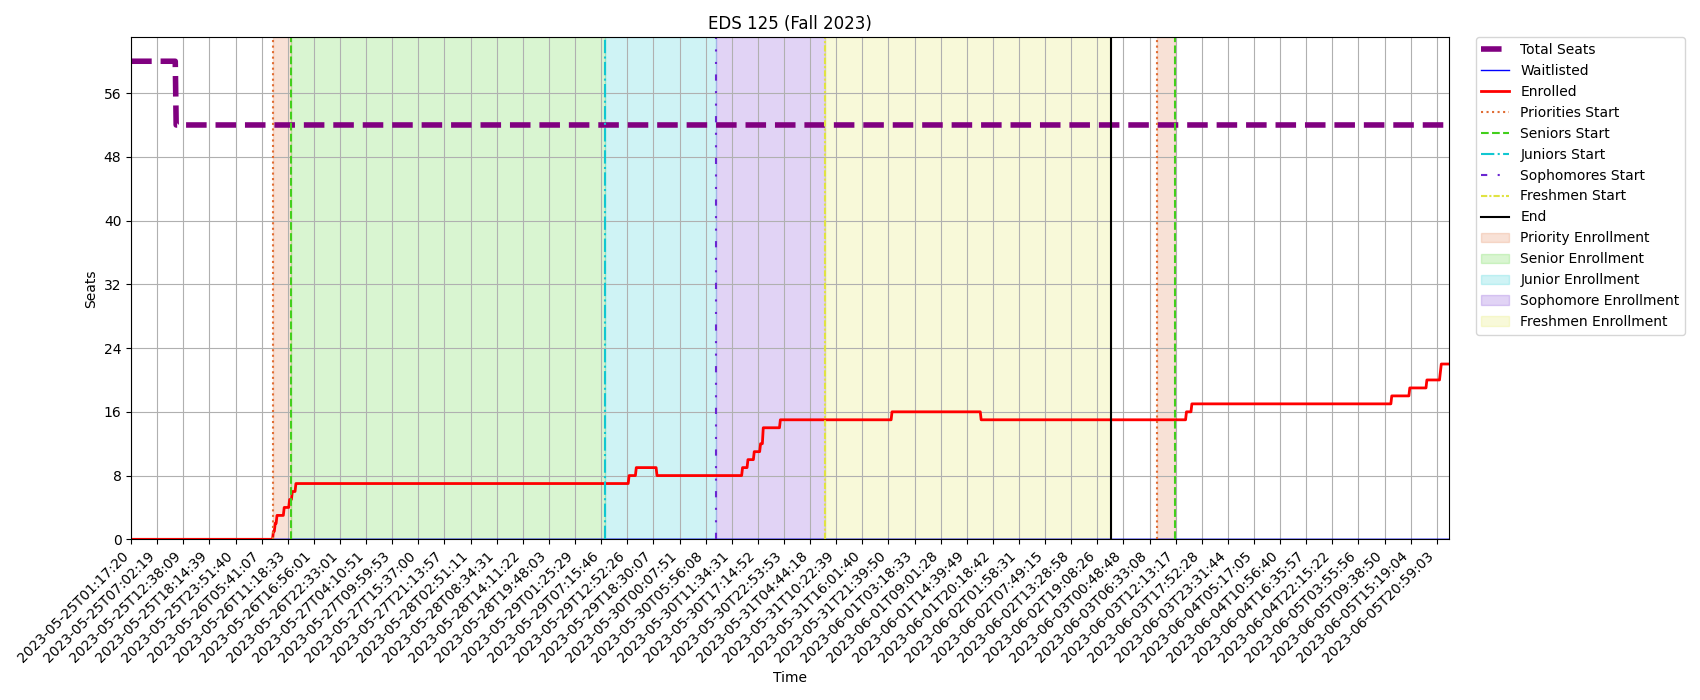 EDS 125 (Fall 2023)
Seats
56
48
40
32
24
16
8
0
2023-05-25T01:17:20
2023-05-25T07:02:19
2023-05-25T12:38:09
2023-05-25T18:14:39
2023-05-25T23:51:40
2023-05-26T05:41:07
2023-05-26T11:18:33
2023-05-26T16:56:01
2023-05-26T22:33:01
2023-05-27T04:10:51
2023-05-27T09:59:53
2023-05-27T15:37:00
2023-05-27T21:13:57
2023-05-28T02:51:11
2023-05-28T08:34:31
2023-05-28T14:11:22
2023-05-28T19:48:03
2023-05-29T01:25:29
2023-05-29T07:15:46
2023-05-29T12:52:26
2023-05-29T18:30:07
2023-05-30T00:07:51
2023-05-30T05:56:08
2023-05-30T11:34:31
2023-05-30T17:14:52
2023-05-30T22:53:53
2023-05-31T04:44:18
2023-05-31T10:22:39
2023-05-31T16:01:40
2023-05-31T21:39:50
2023-06-01T03:18:33
2023-06-01T09:01:28
2023-06-01T14:39:49
2023-06-01T20:18:42
2023-06-02T01:58:31
2023-06-02T07:49:15
2023-06-02T13:28:58
2023-06-02T19:08:26
2023-06-03T00:48:48
2023-06-03T06:33:08
2023-06-03T12:13:17
2023-06-03T17:52:28
2023-06-03T23:31:44
2023-06-04T05:17:05
2023-06-04T10:56:40
2023-06-04T16:35:57
2023-06-04T22:15:22
2023-06-05T03:55:56
2023-06-05T09:38:50
2023-06-05T15:19:04
2023-06-05T20:59:03
Time
Total Seats
Waitlisted
Enrolled
Priorities Start
Seniors Start
Juniors Start
Sophomores Start
Freshmen Start
End
Priority Enrollment
Senior Enrollment
Junior Enrollment
Sophomore Enrollment
Freshmen Enrollment